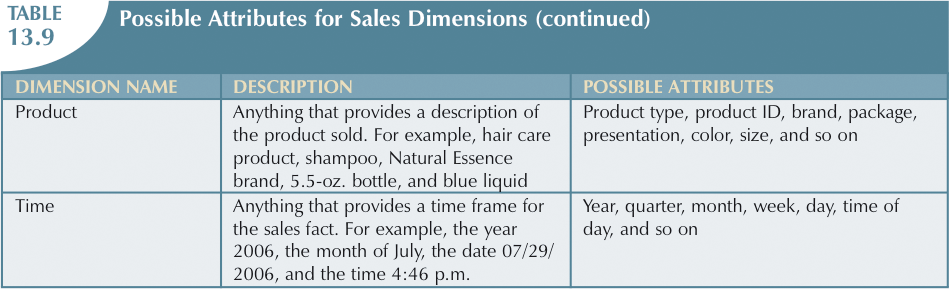 TABLE
13.9
Possible Attributes for Sales Dimensions (continued)
DIMENSION NAME DESCRIPTION POSSIBLE ATTRIBUTES
Product
Anything that provides a description of
the product sold. For example, hair care
product, shampoo, Natural Essence
brand, 5.5-oz. bottle, and blue liquid
Product type, product ID, brand, package,
presentation, color, size, and so on
Time
Anything that provides a time frame for
the sales fact. For example, the year
2006, the month of July, the date 07/29/
2006, and the time 4:46 p.m.
Year, quarter, month, week, day, time of
day, and so on